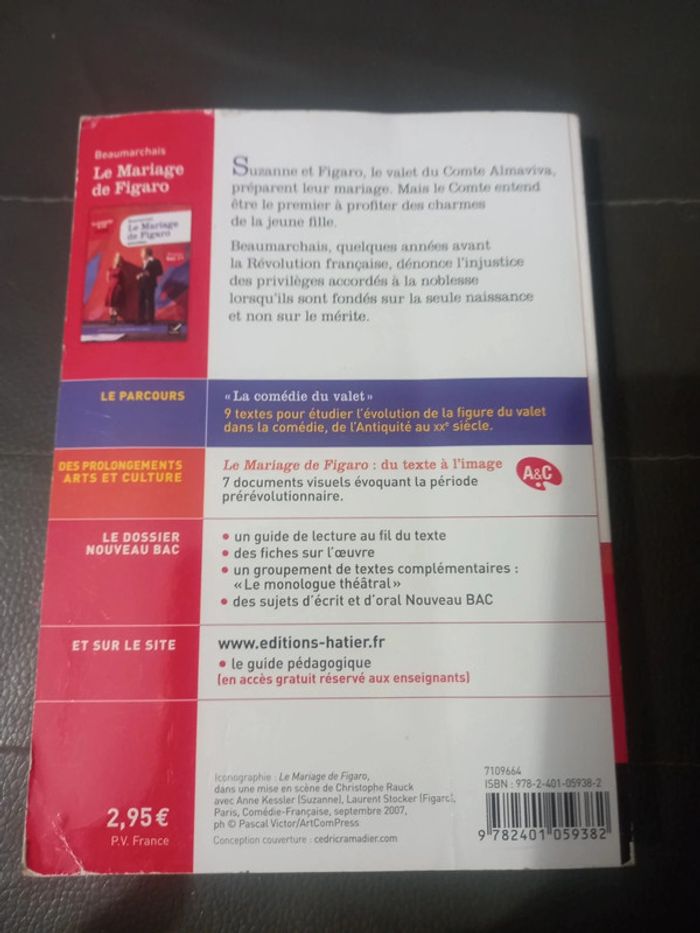 Beaumarchais
Le Mariage
de Figaro
Le Mariage
de Figaro
Suzanne et Figaro, le valet du Comte Almaviva,
préparent leur mariage. Mais le Comte entend
être le premier à profiter des charmes
de la jeune fille.
Beaumarchais, quelques années avant
la Révolution française, dénonce l'injustice
des privilèges accordés à la noblesse
lorsqu'ils sont fondés sur la seule naissance
et non sur le mérite.
LE PARCOURS
« La comédie du valet »
9 textes pour étudier l'évolution de la figure du valet
dans la comédie, de l'Antiquité au XXe siècle.
DES PROLONGEMENTS
ARTS ET CULTURE
Le Mariage de Figaro : du texte à l'image
7 documents visuels évoquant la période
prérévolutionnaire.
A&C
LE DOSSIER
NOUVEAU BAC
• un guide de lecture au fil du texte
• des fiches sur l'œuvre
• un groupement de textes complémentaires :
« Le monologue théâtral »
• des sujets d'écrit et d'oral Nouveau BAC
ET SUR LE SITE
www.editions-hatier.fr
• le guide pédagogique
(en accès gratuit réservé aux enseignants)
2,95 €
P.V. France
Iconographie : Le Mariage de Figaro,
dans une mise en scène de Christophe Rauck
avec Anne Kessler (Suzanne), Laurent Stocker (Figaro),
Paris, Comédie-Française, septembre 2007,
ph © Pascal Victor/ArtComPress
Conception couverture : cedricramadier.com
7109664
ISBN : 978-2-401-05938-2
9 782401 059382